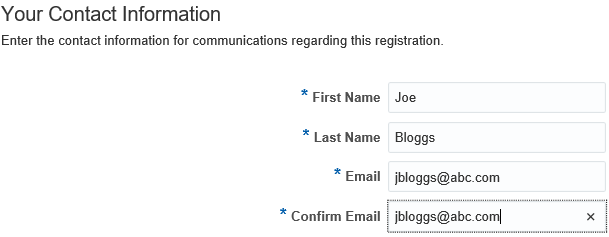 Your Contact Information
Enter the contact information for communications regarding this registration.
* First Name Joe
* Last Name Bloggs
* Email jbloggs@abc.com
* Confirm Email jbloggs@abc.com ×